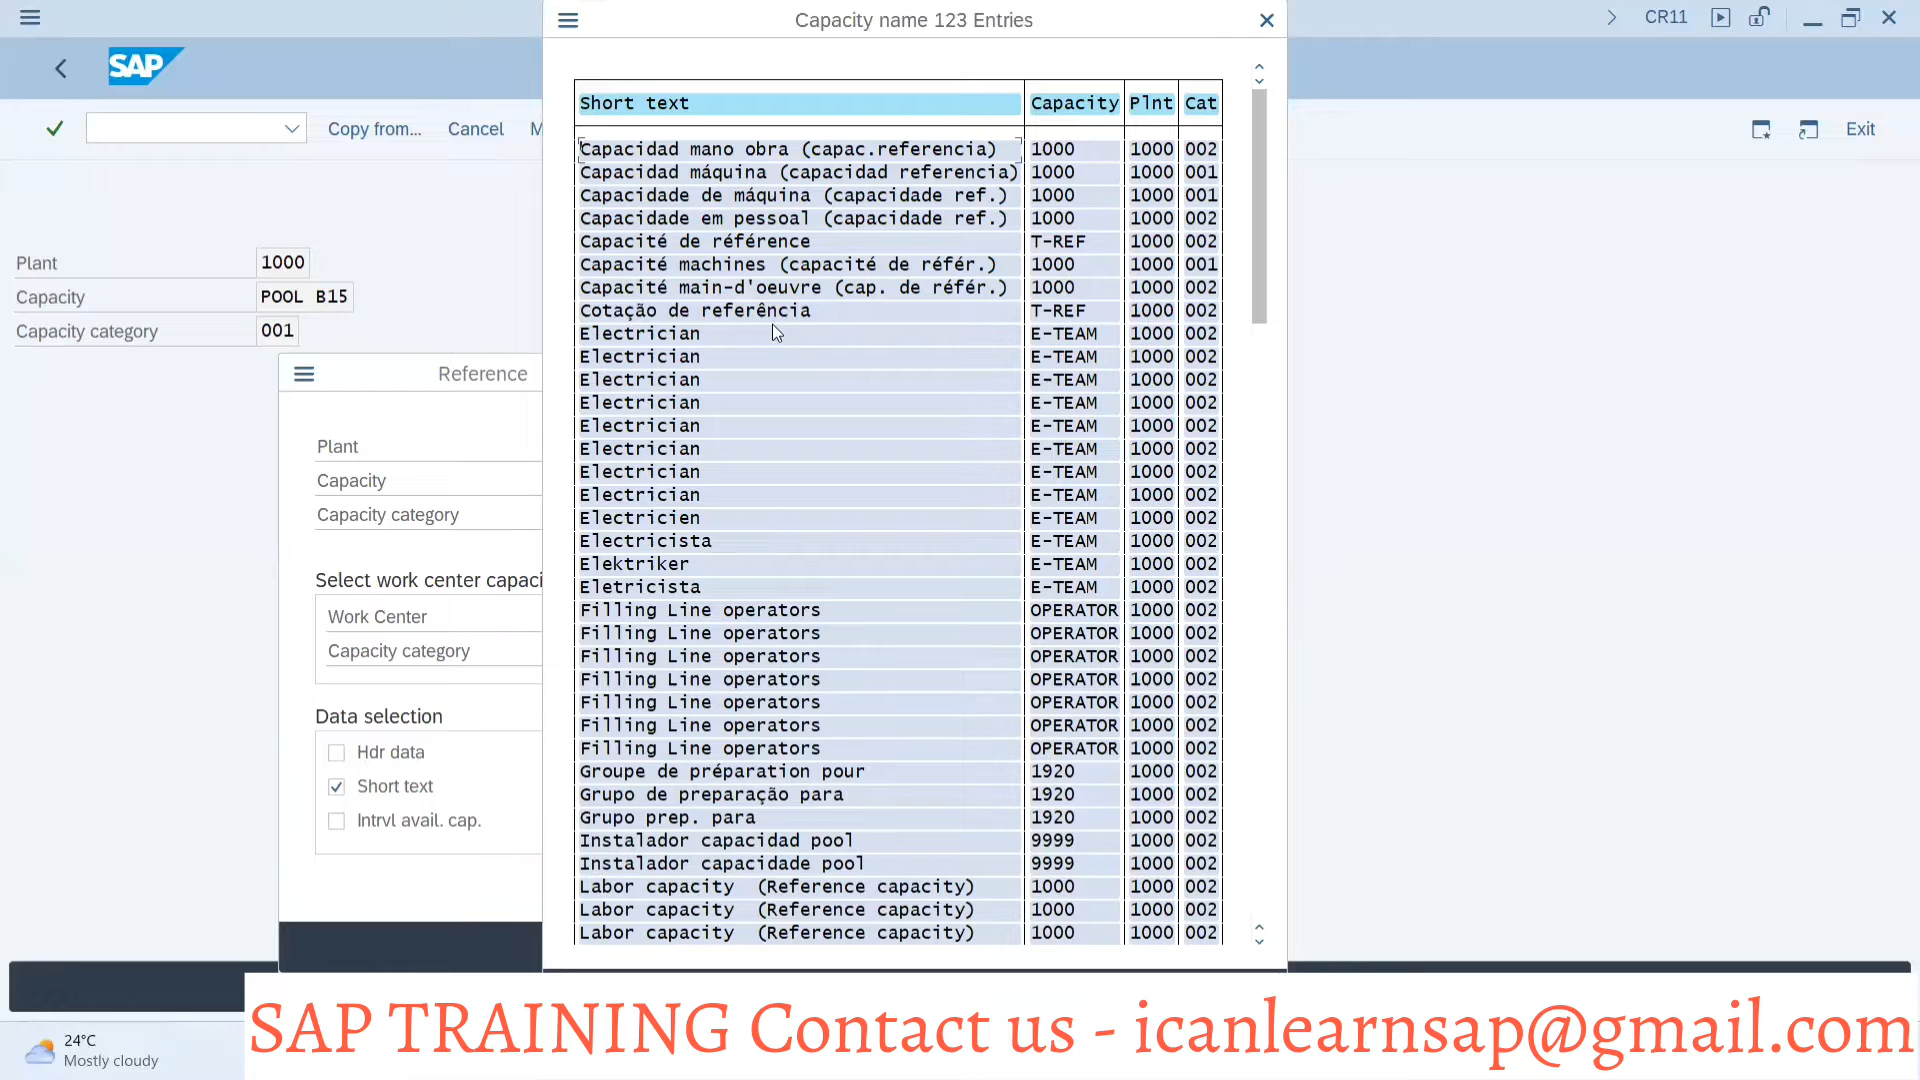 Capacity name 123 Entries
CR11
SAP
Copy from...
Cancel
M
Exit
Plant 1000
Capacity POOL B15
Capacity category 001
Reference
Plant
Capacity
Capacity category
Select work center capaci
Work Center
Capacity category
Data selection
Hdr data
Short text
Intrvl avail. cap.
Short text Capacity Plnt Cat
Capacidad mano obra (capac.referencia) 1000 1000 002
Capacidad máquina (capacidad referencia) 1000 1000 001
Capacidade de máquina (capacidade ref.) 1000 1000 001
Capacidade em pessoal (capacidade ref.) 1000 1000 002
Capacité de référence T-REF 1000 002
Capacité machines (capacité de référ.) 1000 1000 001
Capacité main-d'oeuvre (cap. de référ.) 1000 1000 002
Cotação de referência T-REF 1000 002
Electrician E-TEAM 1000 002
Electrician E-TEAM 1000 002
Electrician E-TEAM 1000 002
Electrician E-TEAM 1000 002
Electrician E-TEAM 1000 002
Electrician E-TEAM 1000 002
Electrician E-TEAM 1000 002
Electrician E-TEAM 1000 002
Electricien E-TEAM 1000 002
Electricista E-TEAM 1000 002
Elektriker E-TEAM 1000 002
Eletricista E-TEAM 1000 002
Filling Line operators OPERATOR 1000 002
Filling Line operators OPERATOR 1000 002
Filling Line operators OPERATOR 1000 002
Filling Line operators OPERATOR 1000 002
Filling Line operators OPERATOR 1000 002
Filling Line operators OPERATOR 1000 002
Filling Line operators OPERATOR 1000 002
Groupe de préparation pour 1920 1000 002
Grupo de preparação para 1920 1000 002
Grupo prep. para 1920 1000 002
Instalador capacidad pool 9999 1000 002
Instalador capacidade pool 9999 1000 002
Labor capacity (Reference capacity) 1000 1000 002
Labor capacity (Reference capacity) 1000 1000 002
Labor capacity (Reference capacity) 1000 1000 002
SAP TRAINING Contact us - icanlearnsap@gmail.com
24°C
Mostly cloudy